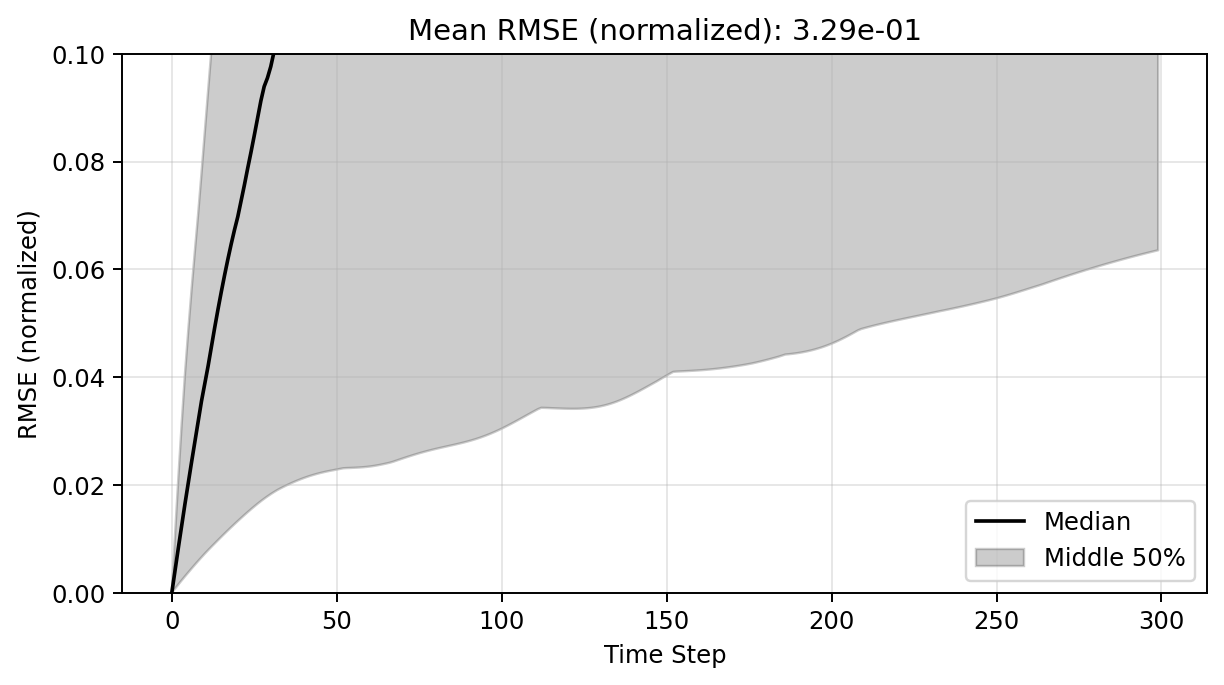 Mean RMSE (normalized): 3.29e-01
RMSE (normalized)
0.10
0.08
0.06
0.04
0.02
0.00
0 50 100 150 200 250 300
Time Step
Median
Middle 50%